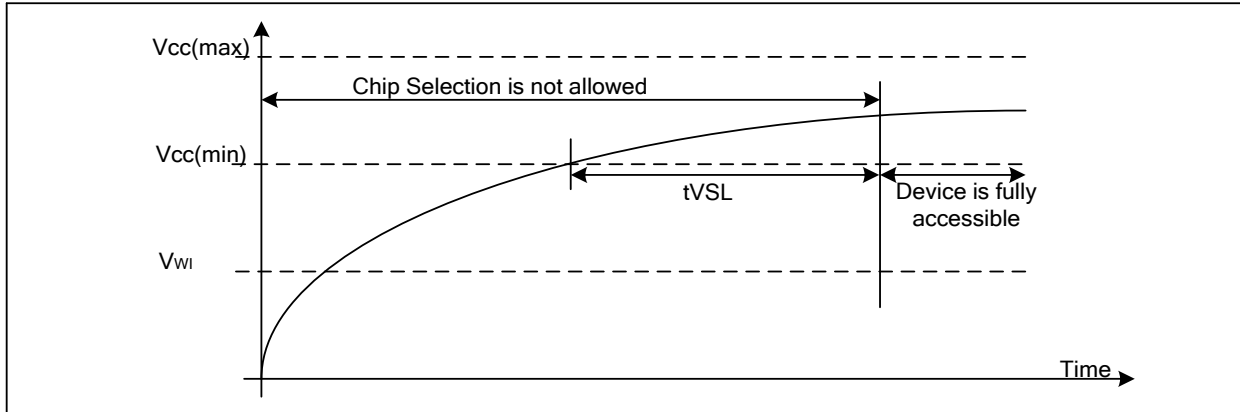 Vcc(max)
Chip Selection is not allowed
Vcc(min)
tVSL
Device is fully
accessible
VWI
Time